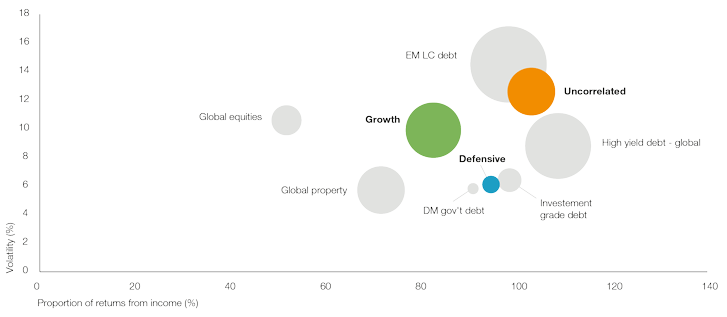 18
16
14
12
10
8
6
4
2
0
Volatility (%)
EM LC debt
Uncorrelated
Global equities
Growth
High yield debt - global
Defensive
Global property
DM gov't debt
Investement
grade debt
0 20 40 60 80 100 120 140
Proportion of returns from income (%)